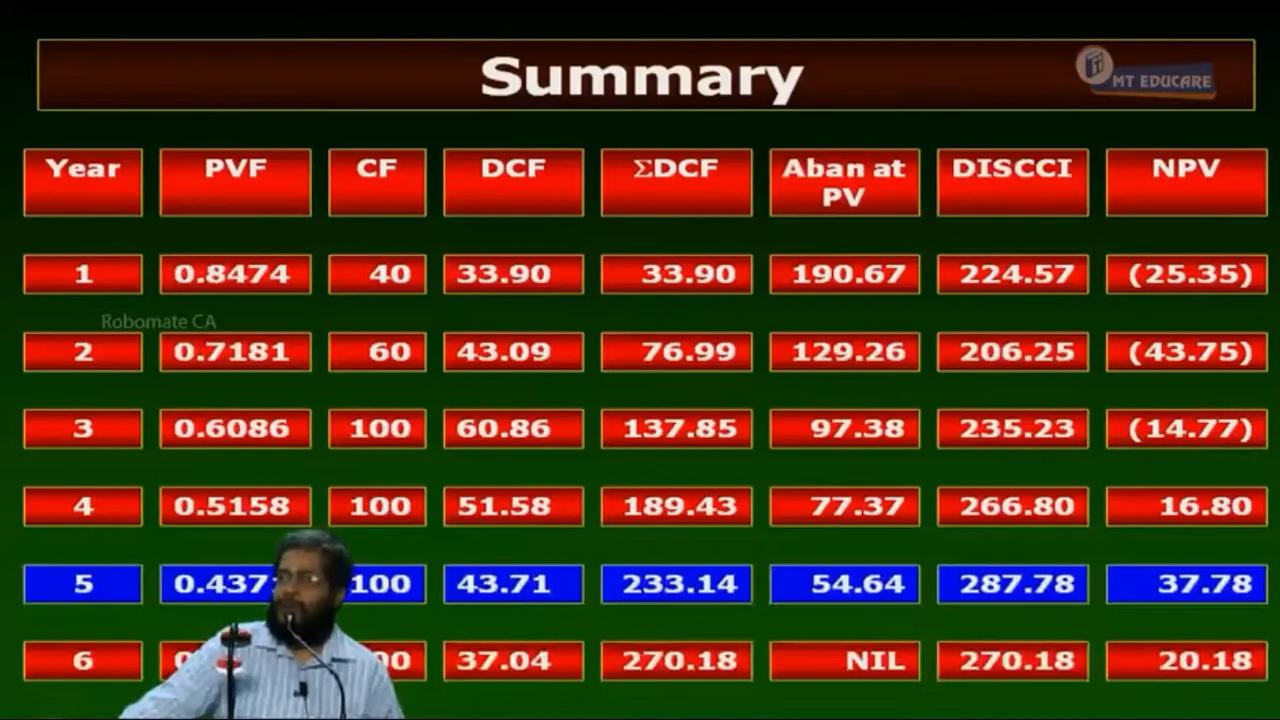 Summary
MT EDUCARE
Year PVF CF DCF ΣDCF Aban at PV DISCCI NPV
1 0.8474 40 33.90 33.90 190.67 224.57 (25.35)
Robomate CA
2 0.7181 60 43.09 76.99 129.26 206.25 (43.75)
3 0.6086 100 60.86 137.85 97.38 235.23 (14.77)
4 0.5158 100 51.58 189.43 77.37 266.80 16.80
5 100 43.71 233.14 54.64 287.78 37.78
6 37.04 270.18 NIL 270.18 20.18